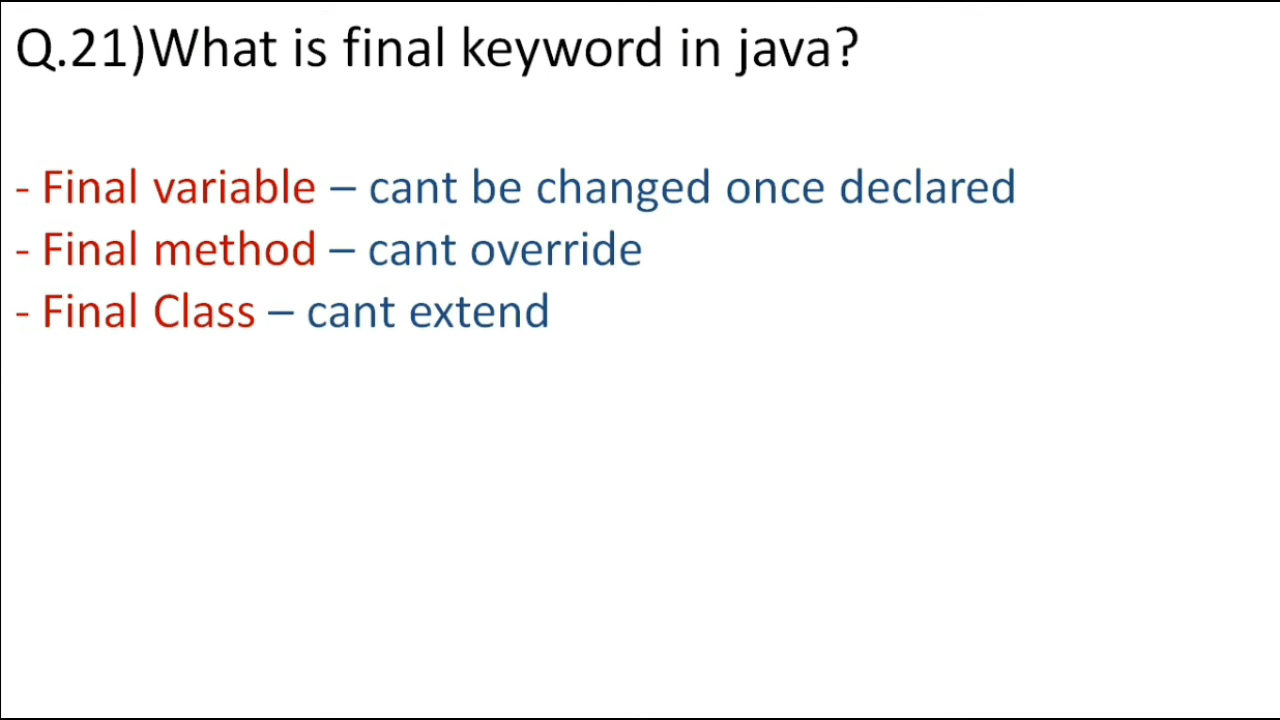 Q.21)What is final keyword in java?
- Final variable – cant be changed once declared
- Final method – cant override
- Final Class – cant extend